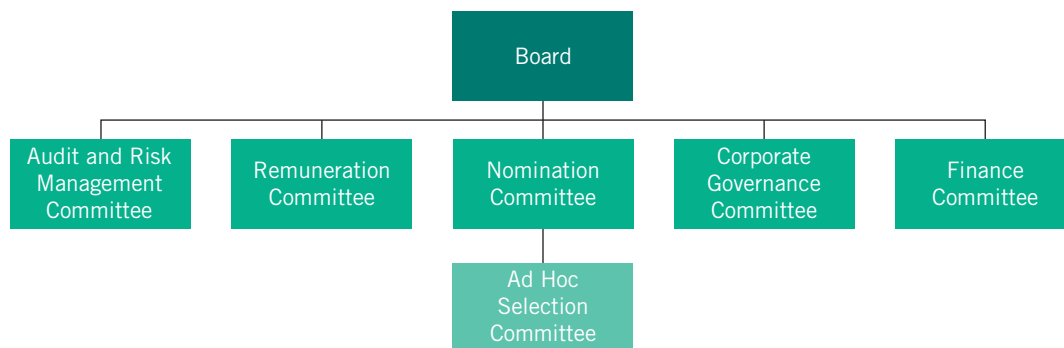 Board
Audit and Risk
Management
Committee
Remuneration
Committee
Nomination
Committee
Corporate
Governance
Committee
Finance
Committee
Ad Hoc
Selection
Committee